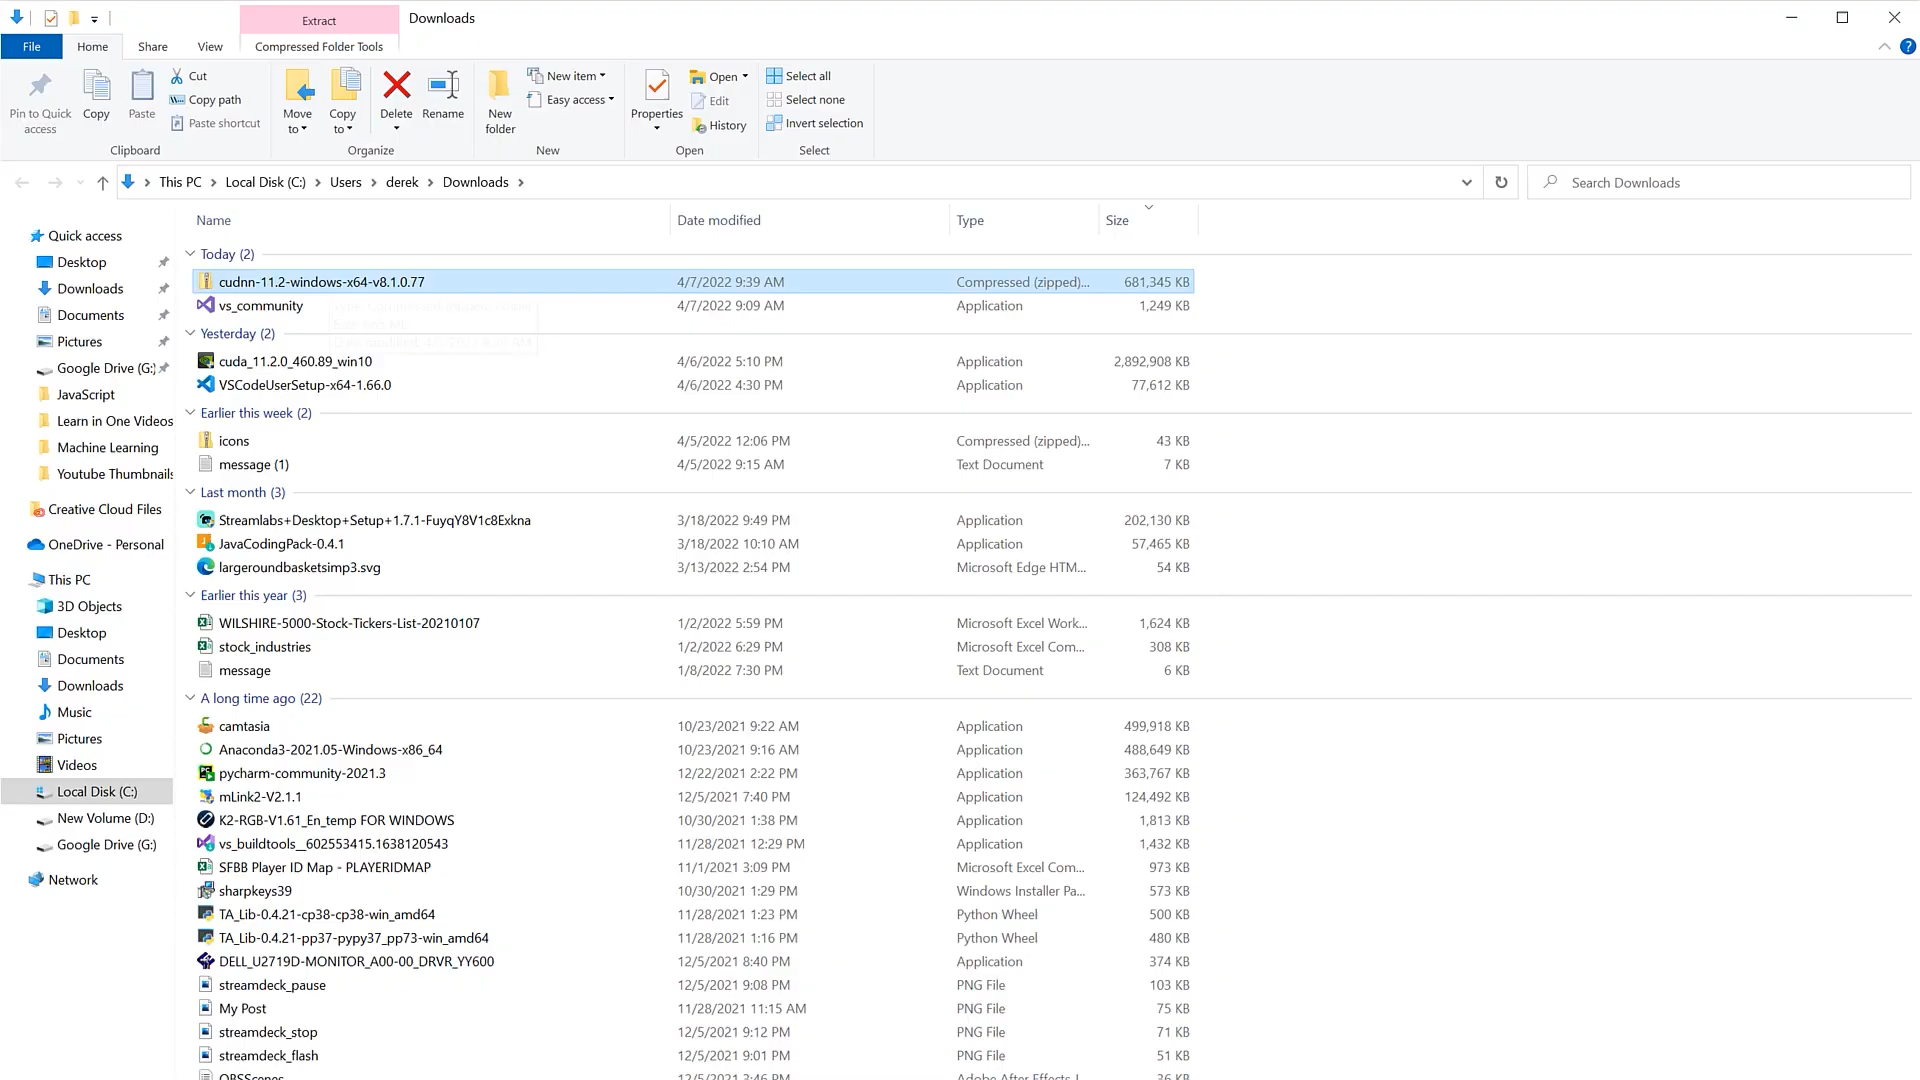 Extract
Downloads
File
Home
Share
View
Compressed Folder Tools
Pin to Quick access
Copy
Paste
Cut
Copy path
Paste shortcut
Clipboard
Move to
Copy to
Delete
Rename
Organize
New folder
New item
Easy access
New
Properties
Open
Edit
History
Open
Select all
Select none
Invert selection
Select
This PC > Local Disk (C:) > Users > derek > Downloads >
Search Downloads
Quick access
Desktop
Downloads
Documents
Pictures
Google Drive (G:)
JavaScript
Learn in One Videos
Machine Learning
Youtube Thumbnails
Creative Cloud Files
OneDrive - Personal
This PC
3D Objects
Desktop
Documents
Downloads
Music
Pictures
Videos
Local Disk (C:)
New Volume (D:)
Google Drive (G:)
Network
Name Date modified Type Size
Today (2)
cudnn-11.2-windows-x64-v8.1.0.77 4/7/2022 9:39 AM Compressed (zipped)... 681,345 KB
vs_community 4/7/2022 9:09 AM Application 1,249 KB
Yesterday (2)
cuda_11.2.0_460.89_win10 4/6/2022 5:10 PM Application 2,892,908 KB
VSCodeUserSetup-x64-1.66.0 4/6/2022 4:30 PM Application 77,612 KB
Earlier this week (2)
icons 4/5/2022 12:06 PM Compressed (zipped)... 43 KB
message (1) 4/5/2022 9:15 AM Text Document 7 KB
Last month (3)
Streamlabs+Desktop+Setup+1.7.1-FuyqY8V1c8Exkna 3/18/2022 9:49 PM Application 202,130 KB
JavaCodingPack-0.4.1 3/18/2022 10:10 AM Application 57,465 KB
largeroundbasketsimp3.svg 3/13/2022 2:54 PM Microsoft Edge HTM... 54 KB
Earlier this year (3)
WILSHIRE-5000-Stock-Tickers-List-20210107 1/2/2022 5:59 PM Microsoft Excel Work... 1,624 KB
stock_industries 1/2/2022 6:29 PM Microsoft Excel Com... 308 KB
message 1/8/2022 7:30 PM Text Document 6 KB
A long time ago (22)
camtasia 10/23/2021 9:22 AM Application 499,918 KB
Anaconda3-2021.05-Windows-x86_64 10/23/2021 9:16 AM Application 488,649 KB
pycharm-community-2021.3 12/22/2021 2:22 PM Application 363,767 KB
mLink2-V2.1.1 12/5/2021 7:40 PM Application 124,492 KB
K2-RGB-V1.61_En_temp FOR WINDOWS 10/30/2021 1:38 PM Application 1,813 KB
vs_buildtools__602553415.1638120543 11/28/2021 12:29 PM Application 1,432 KB
SFBB Player ID Map - PLAYERIDMAP 11/1/2021 3:09 PM Microsoft Excel Com... 973 KB
sharpkeys39 10/30/2021 1:29 PM Windows Installer Pa... 573 KB
TA_Lib-0.4.21-cp38-cp38-win_amd64 11/28/2021 1:23 PM Python Wheel 500 KB
TA_Lib-0.4.21-pp37-pypy37_pp73-win_amd64 11/28/2021 1:16 PM Python Wheel 480 KB
DELL_U2719D-MONITOR_A00-00_DRVR_YY600 12/5/2021 8:40 PM Application 374 KB
streamdeck_pause 12/5/2021 9:08 PM PNG File 103 KB
My Post 11/28/2021 11:15 AM PNG File 75 KB
streamdeck_stop 12/5/2021 9:12 PM PNG File 71 KB
streamdeck_flash 12/5/2021 9:01 PM PNG File 51 KB
OBSScenes 12/5/2021 3:46 PM Adobe After Effects 36 KB